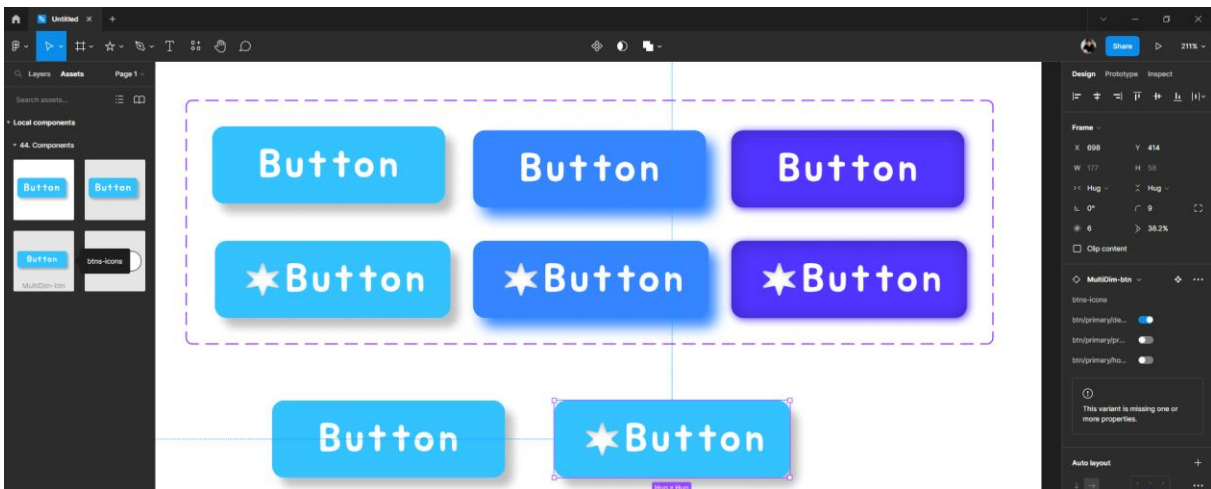 Untitled
Share
211%
Layers Assets Page 1
Design Prototype Inspect
Search assets...
Local components
44. Components
Button Button
Button btns-icons
MultiDim-btn
Button Button Button
Button Button Button
Button Button
Hug x Hug
Frame
X 698 Y 414
W 177 H 58
Hug Hug
0° 9
6 38.2%
Clip content
MultiDim-btn
btns-icons
btn/primary/de...
btn/primary/pr...
btn/primary/ho...
This variant is missing one or
more properties.
Auto layout